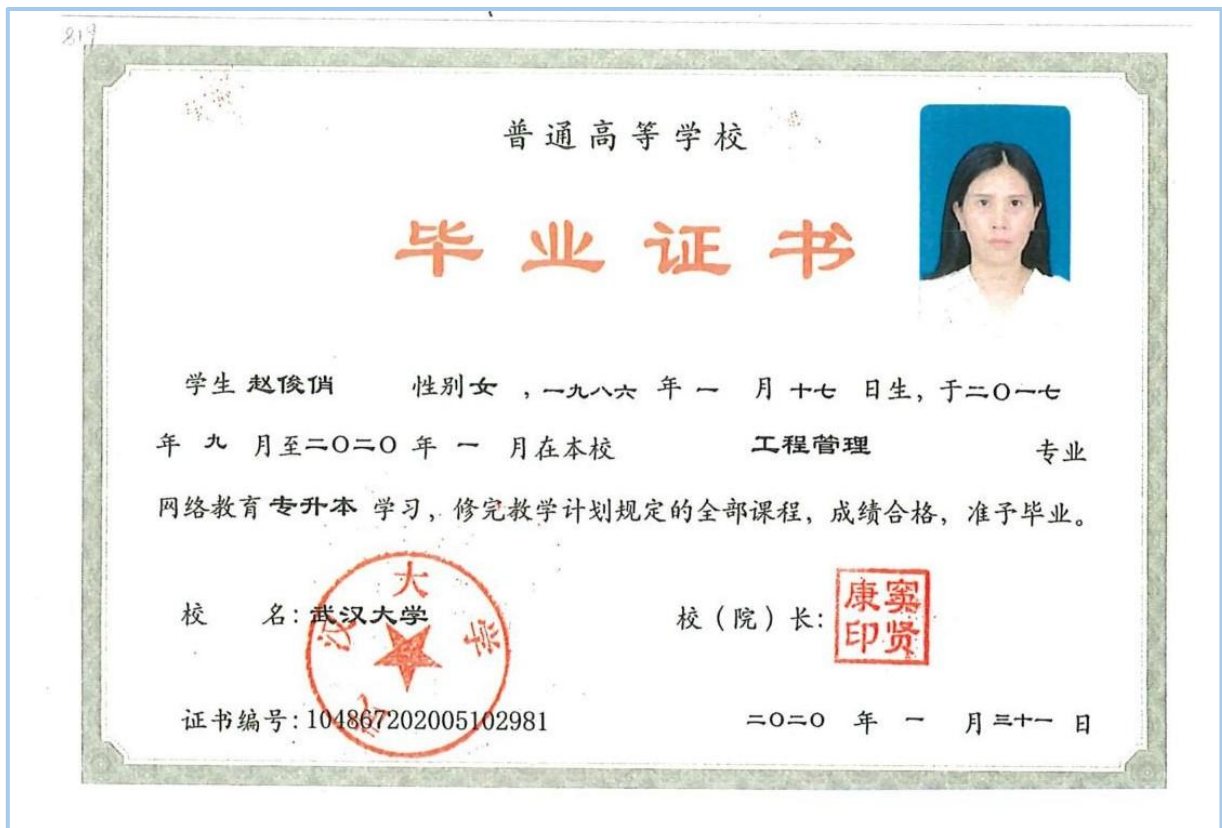 819
普通高等学校
毕业证书
学生 赵俊俏 性别女 ,一九八六 年 一 月 十七 日生, 于二〇一七
年 九 月至二〇二〇 年 一 月在本校 工程管理 专业
网络教育 专升本 学习, 修完教学计划规定的全部课程, 成绩合格, 准予毕业。
校 名: 武汉大学 校 (院) 长: 窦贤康印
武汉大学
证书编号: 104867202005102981 二〇二〇 年 一 月 三十一 日